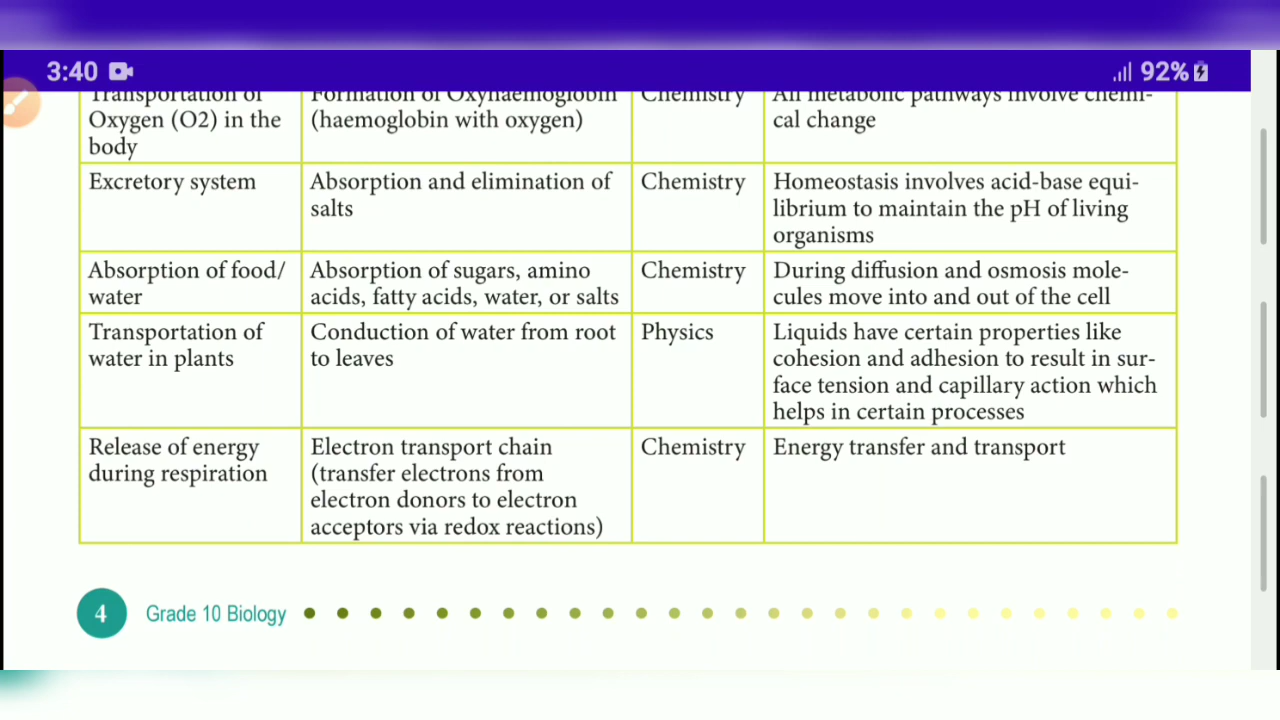 3:40
92%
Transportation of
Oxygen (O2) in the
body
Formation of Oxyhaemoglobin
(haemoglobin with oxygen)
Chemistry
All metabolic pathways involve chemi-
cal change
Excretory system
Absorption and elimination of
salts
Chemistry
Homeostasis involves acid-base equi-
librium to maintain the pH of living
organisms
Absorption of food/
water
Absorption of sugars, amino
acids, fatty acids, water, or salts
Chemistry
During diffusion and osmosis mole-
cules move into and out of the cell
Transportation of
water in plants
Conduction of water from root
to leaves
Physics
Liquids have certain properties like
cohesion and adhesion to result in sur-
face tension and capillary action which
helps in certain processes
Release of energy
during respiration
Electron transport chain
(transfer electrons from
electron donors to electron
acceptors via redox reactions)
Chemistry
Energy transfer and transport
4
Grade 10 Biology